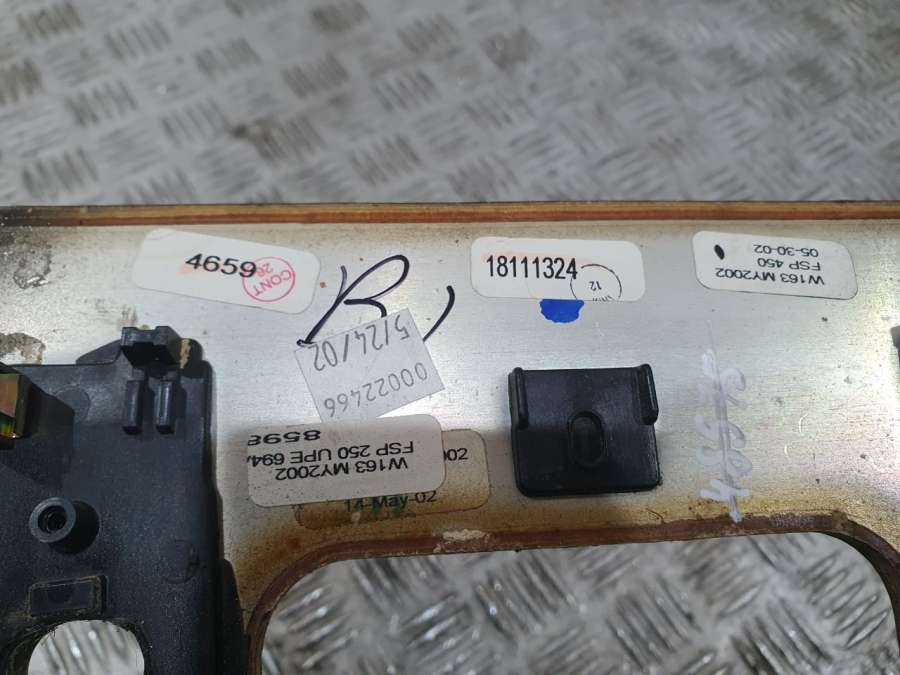 4659
CONT
18111324
12
W163 MY2002
FSP 450
05-30-02
R
00022466
5/24/02
W163 MY2002
FSP 250 UPE 694
8598
14-May-02